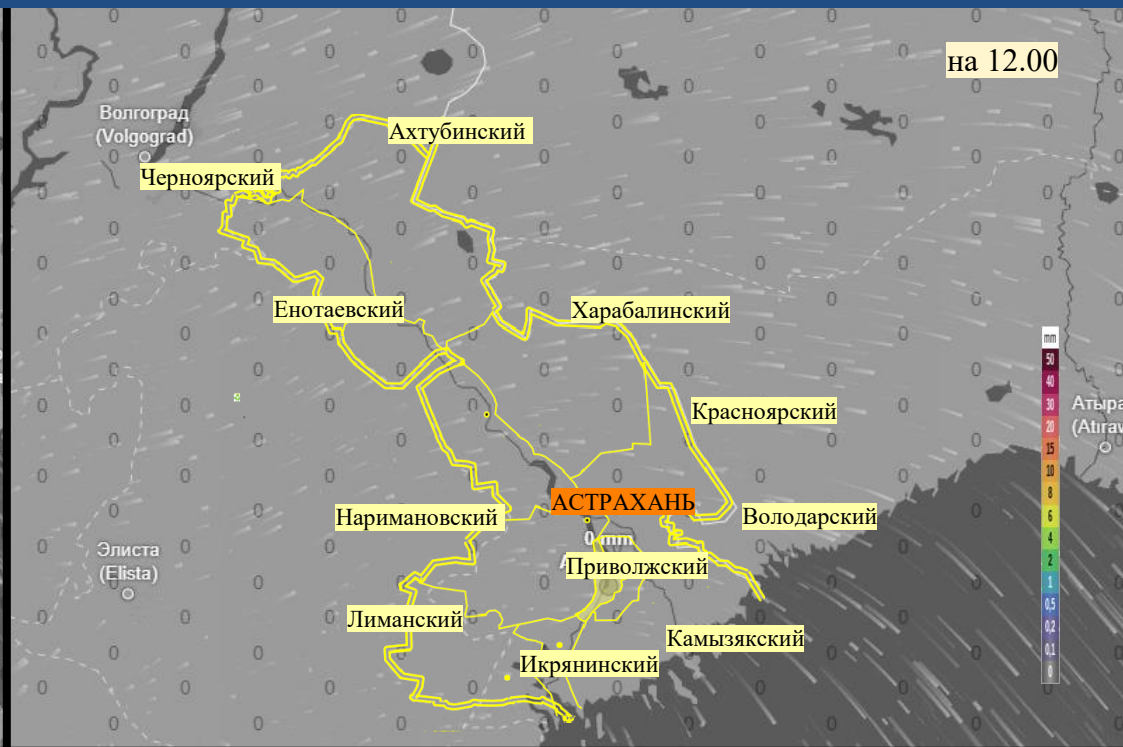 на 12.00
Волгоград
(Volgograd)
Ахтубинский
Черноярский
Енотаевский
Харабалинский
mm
50
40
30
20
15
10
8
6
4
2
1
0,5
0,2
0,1
0
Атыра
(Atıraw
Красноярский
АСТРАХАНЬ
Наримановский
Володарский
0 mm
Элиста
(Elista)
Приволжский
Лиманский
Камызякский
Икрянинский